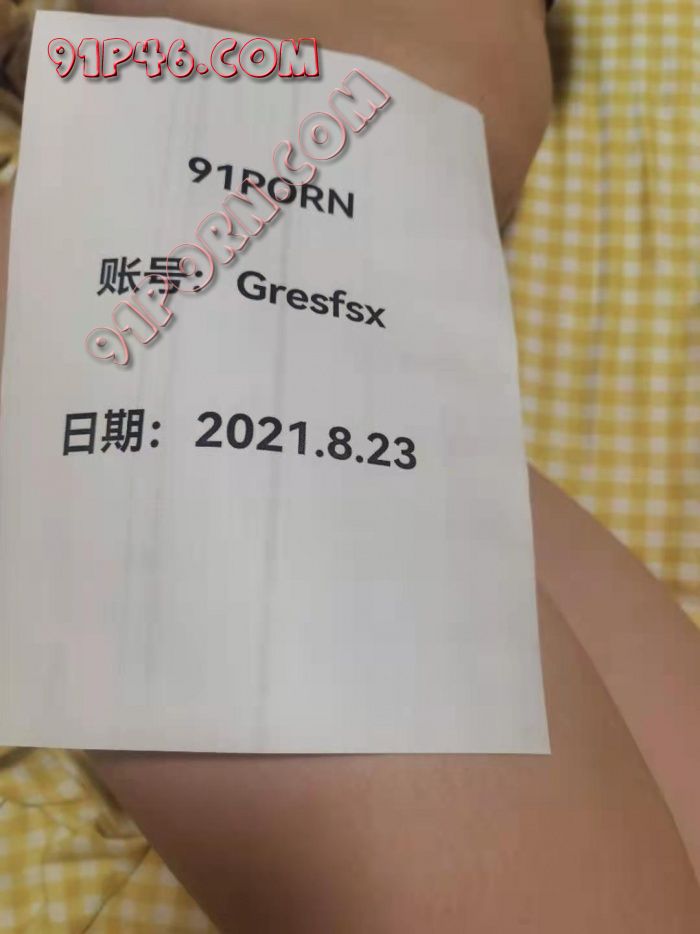 91P46.COM
91PORN
91PORN.COM
账号： Gresfsx
日期：2021.8.23